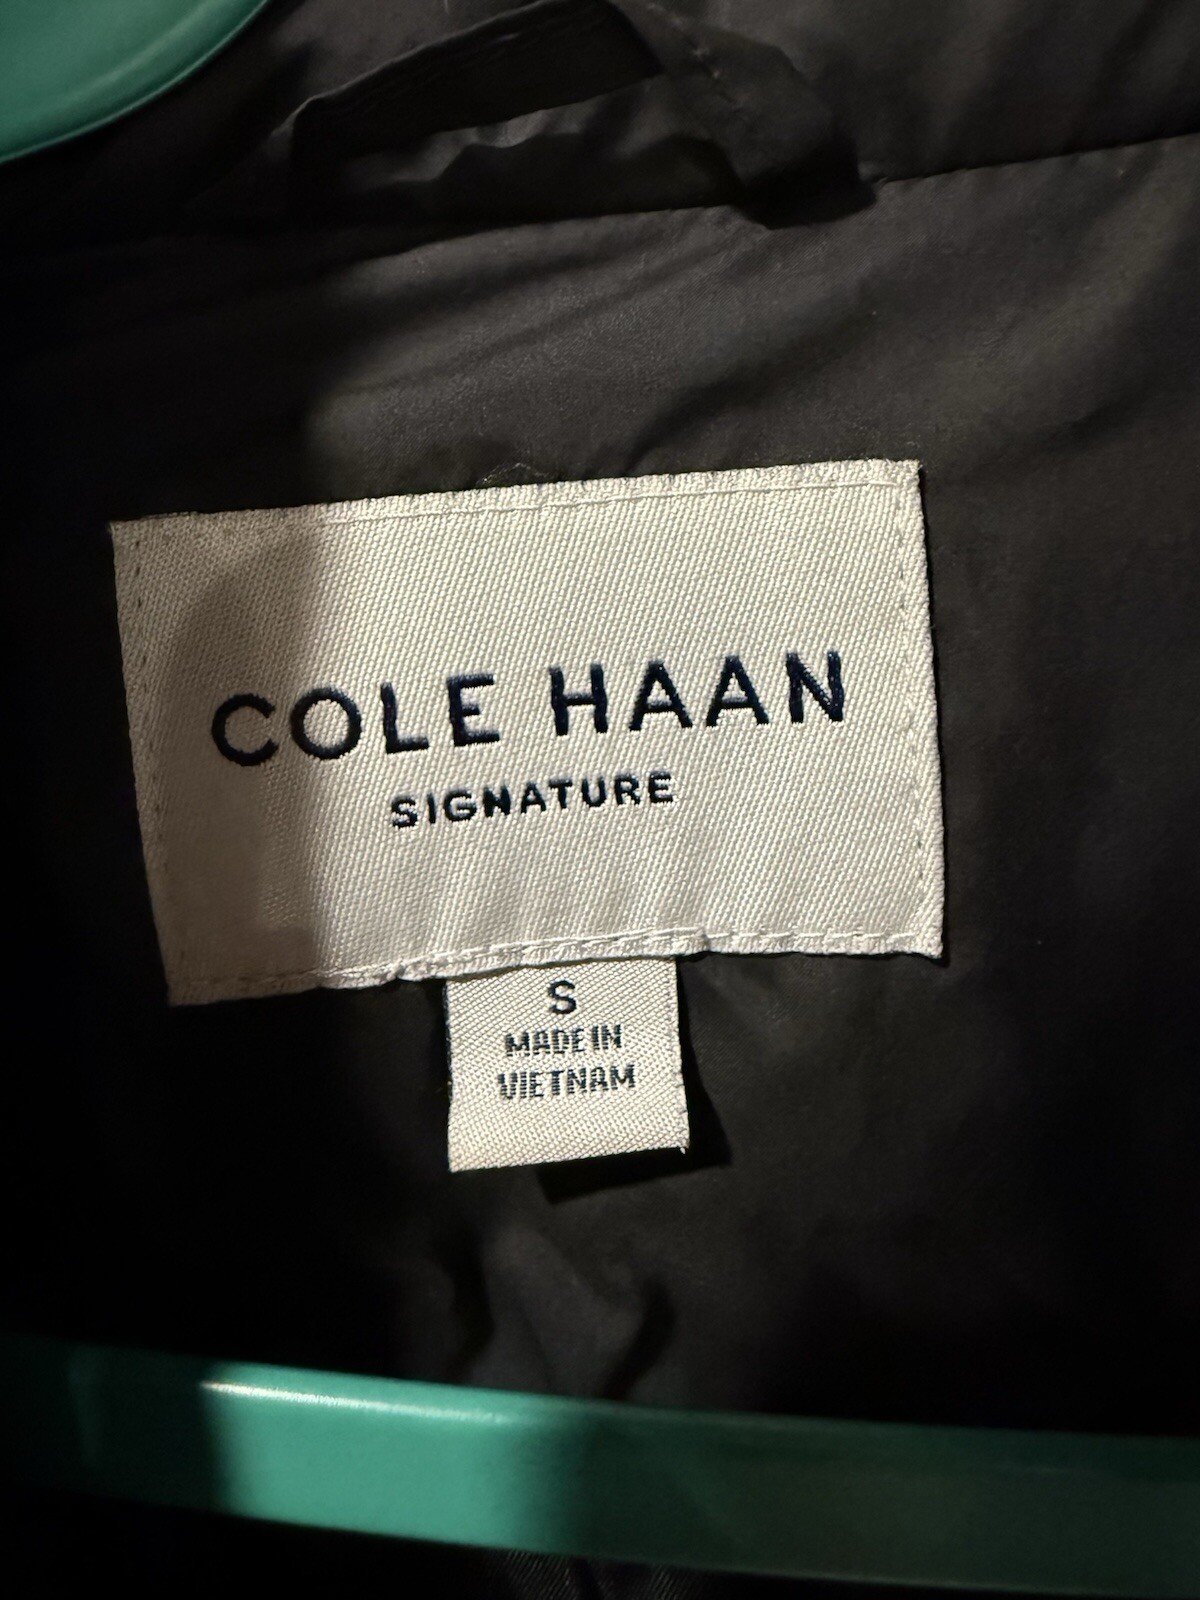 COLE HAAN
SIGNATURE
S
MADE IN
VIETNAM